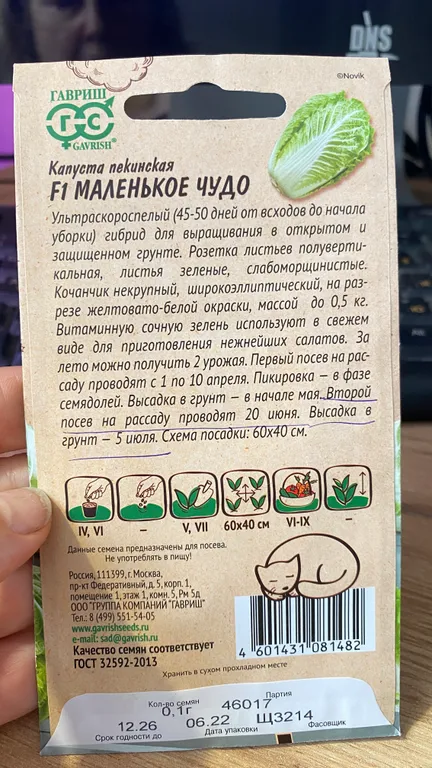 DNS
©Novik
ГАВРИШ
ГС
GAVRISH®
Капуста пекинская
F1 МАЛЕНЬКОЕ ЧУДО
Ультраскороспелый (45-50 дней от всходов до начала
уборки) гибрид для выращивания в открытом и
защищенном грунте. Розетка листьев полуверти-
кальная, листья зеленые, слабоморщинистые.
Кочанчик некрупный, широкоэллиптический, на раз-
резе желтовато-белой окраски, массой до 0,5 кг.
Витаминную сочную зелень используют в свежем
виде для приготовления нежнейших салатов. За
лето можно получить 2 урожая. Первый посев на рас-
саду проводят с 1 по 10 апреля. Пикировка – в фазе
семядолей. Высадка в грунт – в начале мая. Второй
посев на рассаду проводят 20 июня. Высадка в
грунт – 5 июля. Схема посадки: 60х40 см.
IV, VI – V, VII 60х40 см VI-IX –
Данные семена предназначены для посева.
Не употреблять в пищу!
Россия, 111399, г. Москва,
пр-кт Федеративный, д. 5, корп. 1,
помещение 1, этаж 1, комн. 5, Рм 5д
ООО "ГРУППА КОМПАНИЙ "ГАВРИШ"
Тел.: 8 (499) 551-54-05
www.gavrishseeds.ru
e-mail: sad@gavrish.ru
Качество семян соответствует
ГОСТ 32592-2013
4 601431 081482
Хранить в сухом прохладном месте
Кол-во семян Партия
0,1г 46017
12.26 06.22 Щ3214
Срок годности до Дата упаковки Фасовщик